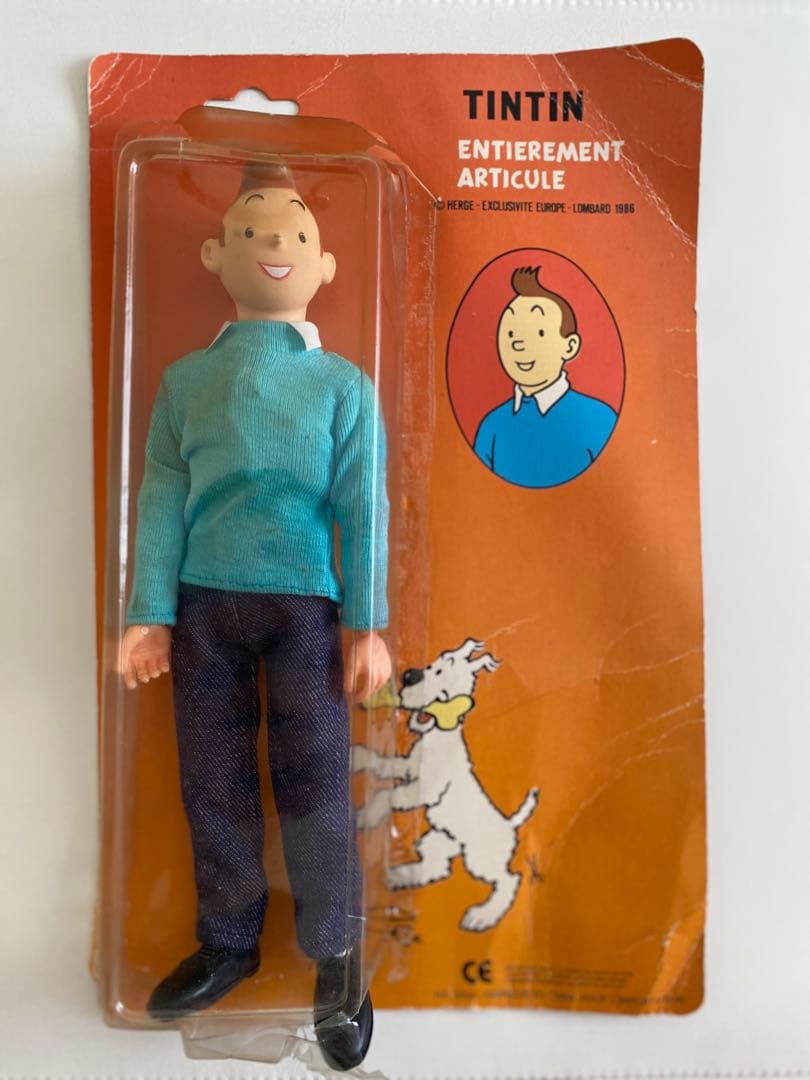 TINTIN
ENTIEREMENT
ARTICULE
© HERGE - EXCLUSIVITE EUROPE - LOMBARD 1986
CE